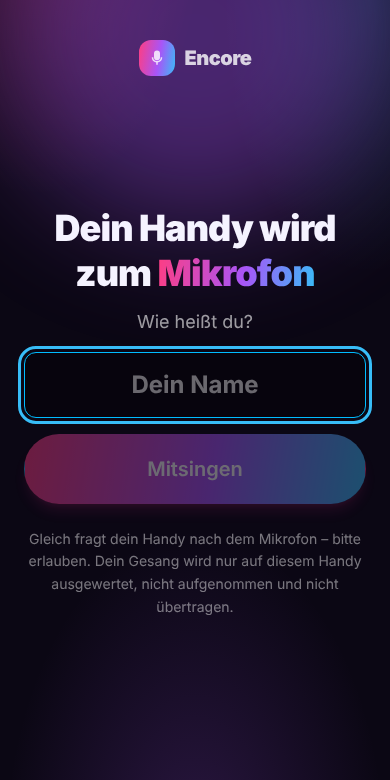 Encore
Dein Handy wird
zum Mikrofon
Wie heißt du?
Dein Name
Mitsingen
Gleich fragt dein Handy nach dem Mikrofon – bitte
erlauben. Dein Gesang wird nur auf diesem Handy
ausgewertet, nicht aufgenommen und nicht
übertragen.